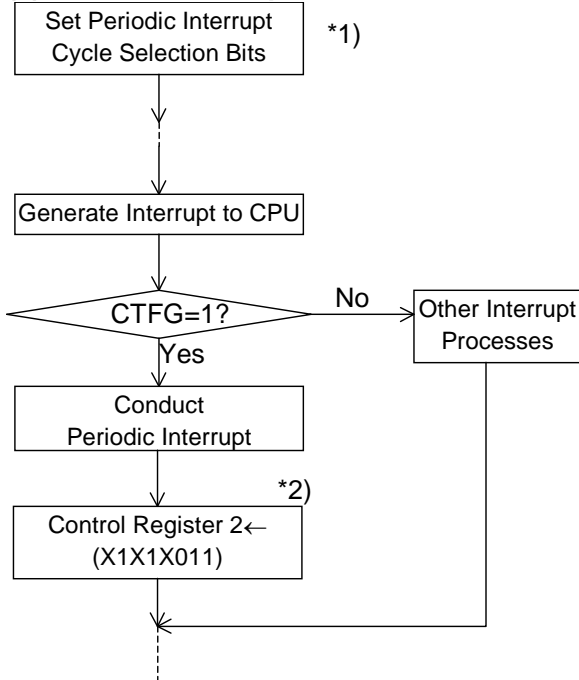 Set Periodic Interrupt
Cycle Selection Bits
*1)
Generate Interrupt to CPU
CTFG=1?
No
Other Interrupt
Processes
Yes
Conduct
Periodic Interrupt
*2)
Control Register 2←
(X1X1X011)